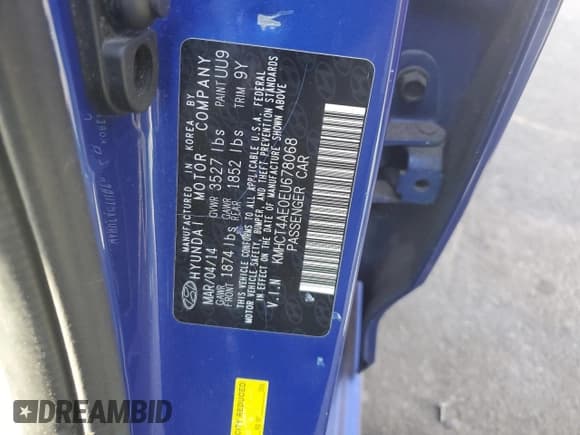 MANUFACTURED IN KOREA BY
HYUNDAI MOTOR COMPANY
MAR/04/14 GVWR 3527 lbs PAINT UU9
GAWR FRONT 1874 lbs GAWR REAR 1852 lbs TRIM 9Y
THIS VEHICLE CONFORMS TO ALL APPLICABLE U.S.A. FEDERAL
MOTOR VEHICLE SAFETY, BUMPER, AND THEFT PREVENTION STANDARDS
IN EFFECT ON THE DATE OF MANUFACTURE SHOWN ABOVE
V.I.N KMHCT4AE0EU678068
PASSENGER CAR
REDUCED
DREAMBID